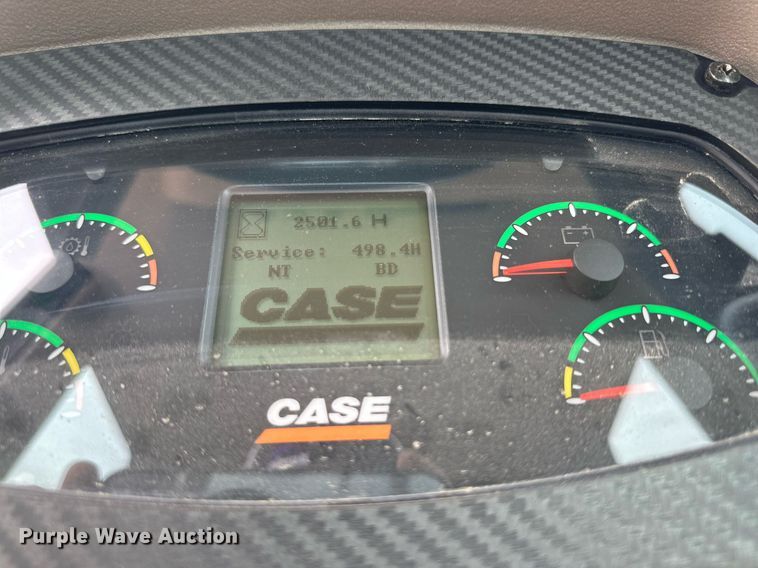 2501.6 H
Service: 498.4H
NT BD
CASE
CASE
Purple Wave Auction®